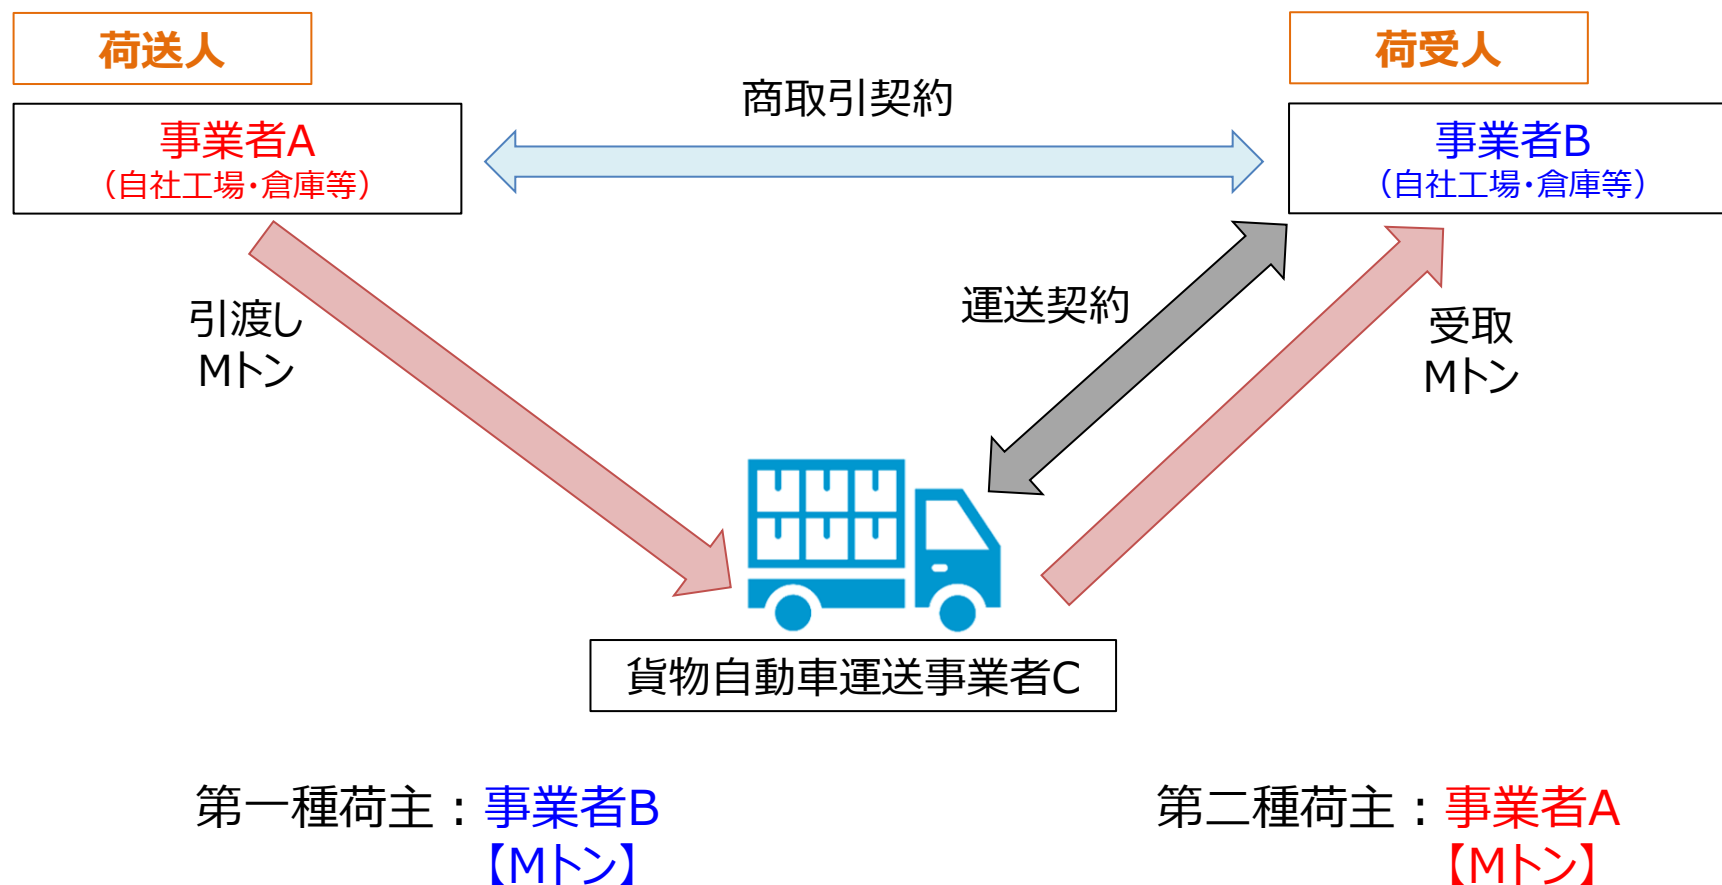 荷送人
荷受人
商取引契約
事業者A
（自社工場・倉庫等）
事業者B
（自社工場・倉庫等）
引渡し
Mトン
運送契約
受取
Mトン
貨物自動車運送事業者C
第一種荷主：事業者B
【Mトン】
第二種荷主：事業者A
【Mトン】